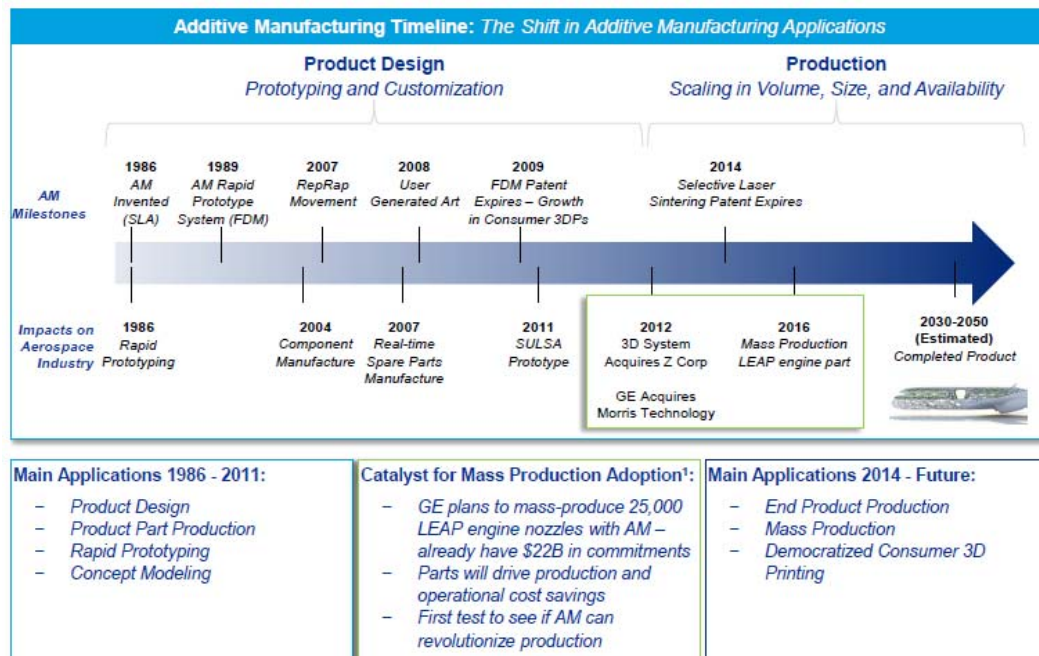 Additive Manufacturing Timeline: The Shift in Additive Manufacturing Applications
Product Design
Prototyping and Customization
Production
Scaling in Volume, Size, and Availability
AM
Milestones
1986
AM
Invented
(SLA)
1989
AM Rapid
Prototype
System (FDM)
2007
RepRap
Movement
2008
User
Generated Art
2009
FDM Patent
Expires – Growth
in Consumer 3DPs
2014
Selective Laser
Sintering Patent Expires
Impacts on
Aerospace
Industry
1986
Rapid
Prototyping
2004
Component
Manufacture
2007
Real-time
Spare Parts
Manufacture
2011
SULSA
Prototype
2012
3D System
Acquires Z Corp
GE Acquires
Morris Technology
2016
Mass Production
LEAP engine part
2030-2050
(Estimated)
Completed Product
Main Applications 1986 - 2011:
– Product Design
– Product Part Production
– Rapid Prototyping
– Concept Modeling
Catalyst for Mass Production Adoption¹:
– GE plans to mass-produce 25,000
LEAP engine nozzles with AM –
already have $22B in commitments
– Parts will drive production and
operational cost savings
– First test to see if AM can
revolutionize production
Main Applications 2014 - Future:
– End Product Production
– Mass Production
– Democratized Consumer 3D
Printing